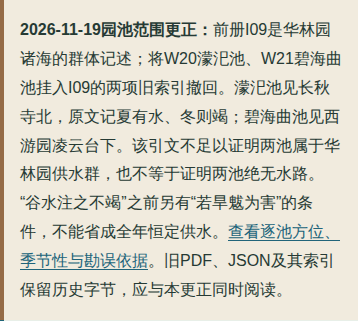 2026-11-19园池范围更正：前册I09是华林园
诸海的群体记述；将W20濛汜池、W21碧海曲
池挂入I09的两项旧索引撤回。濛汜池见长秋
寺北，原文记夏有水、冬则竭；碧海曲池见西
游园凌云台下。该引文不足以证明两池属于华
林园供水群，也不等于证明两池绝无水路。
“谷水注之不竭”之前另有“若旱魃为害”的条
件，不能省成全年恒定供水。查看逐池方位、
季节性与勘误依据。旧PDF、JSON及其索引
保留历史字节，应与本更正同时阅读。